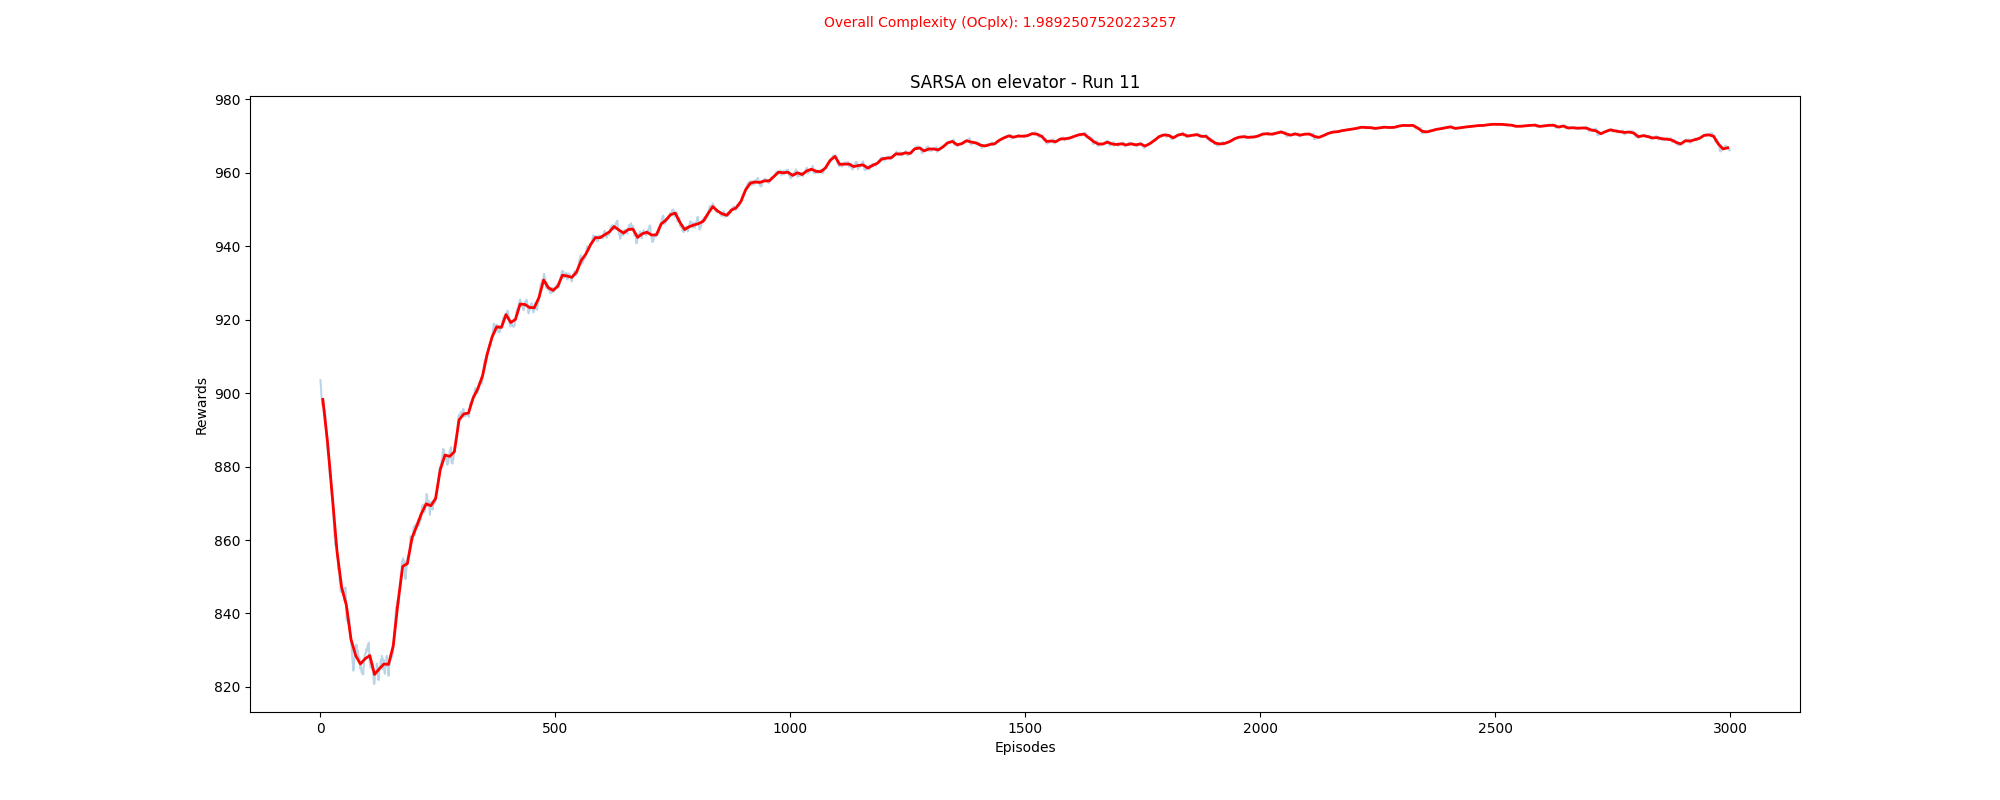 Overall Complexity (OCplx): 1.9892507520223257
SARSA on elevator - Run 11
980
960
940
920
900
880
860
840
820
Rewards
0 500 1000 1500 2000 2500 3000
Episodes